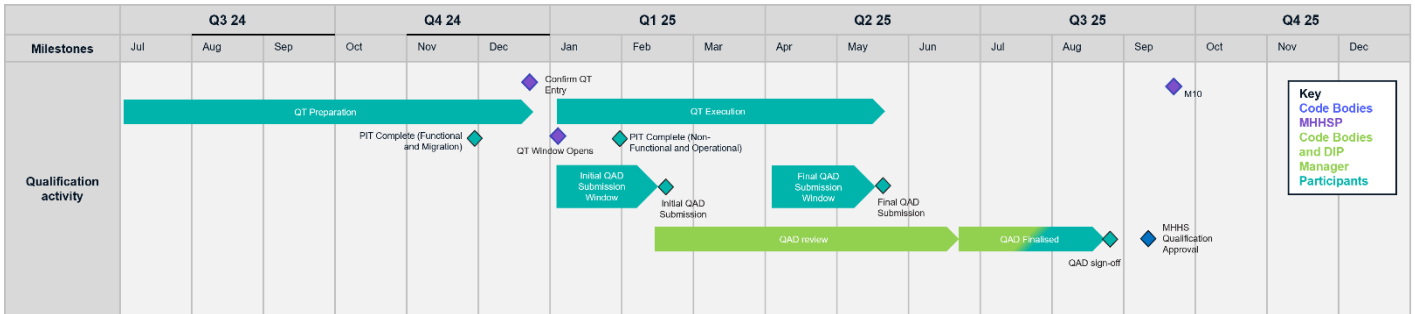 Q3 24 Q4 24 Q1 25 Q2 25 Q3 25 Q4 25
Milestones Jul Aug Sep Oct Nov Dec Jan Feb Mar Apr May Jun Jul Aug Sep Oct Nov Dec
Qualification
activity
Confirm QT
Entry
M10
QT Preparation
QT Execution
PIT Complete (Functional
and Migration)
QT Window Opens
PIT Complete (Non-
Functional and Operational)
Initial QAD
Submission
Window
Initial QAD
Submission
Final QAD
Submission
Window
Final QAD
Submission
QAD review
QAD Finalised
QAD sign-off
MHHS
Qualification
Approval
Key
Code Bodies
MHHSP
Code Bodies
and DIP
Manager
Participants